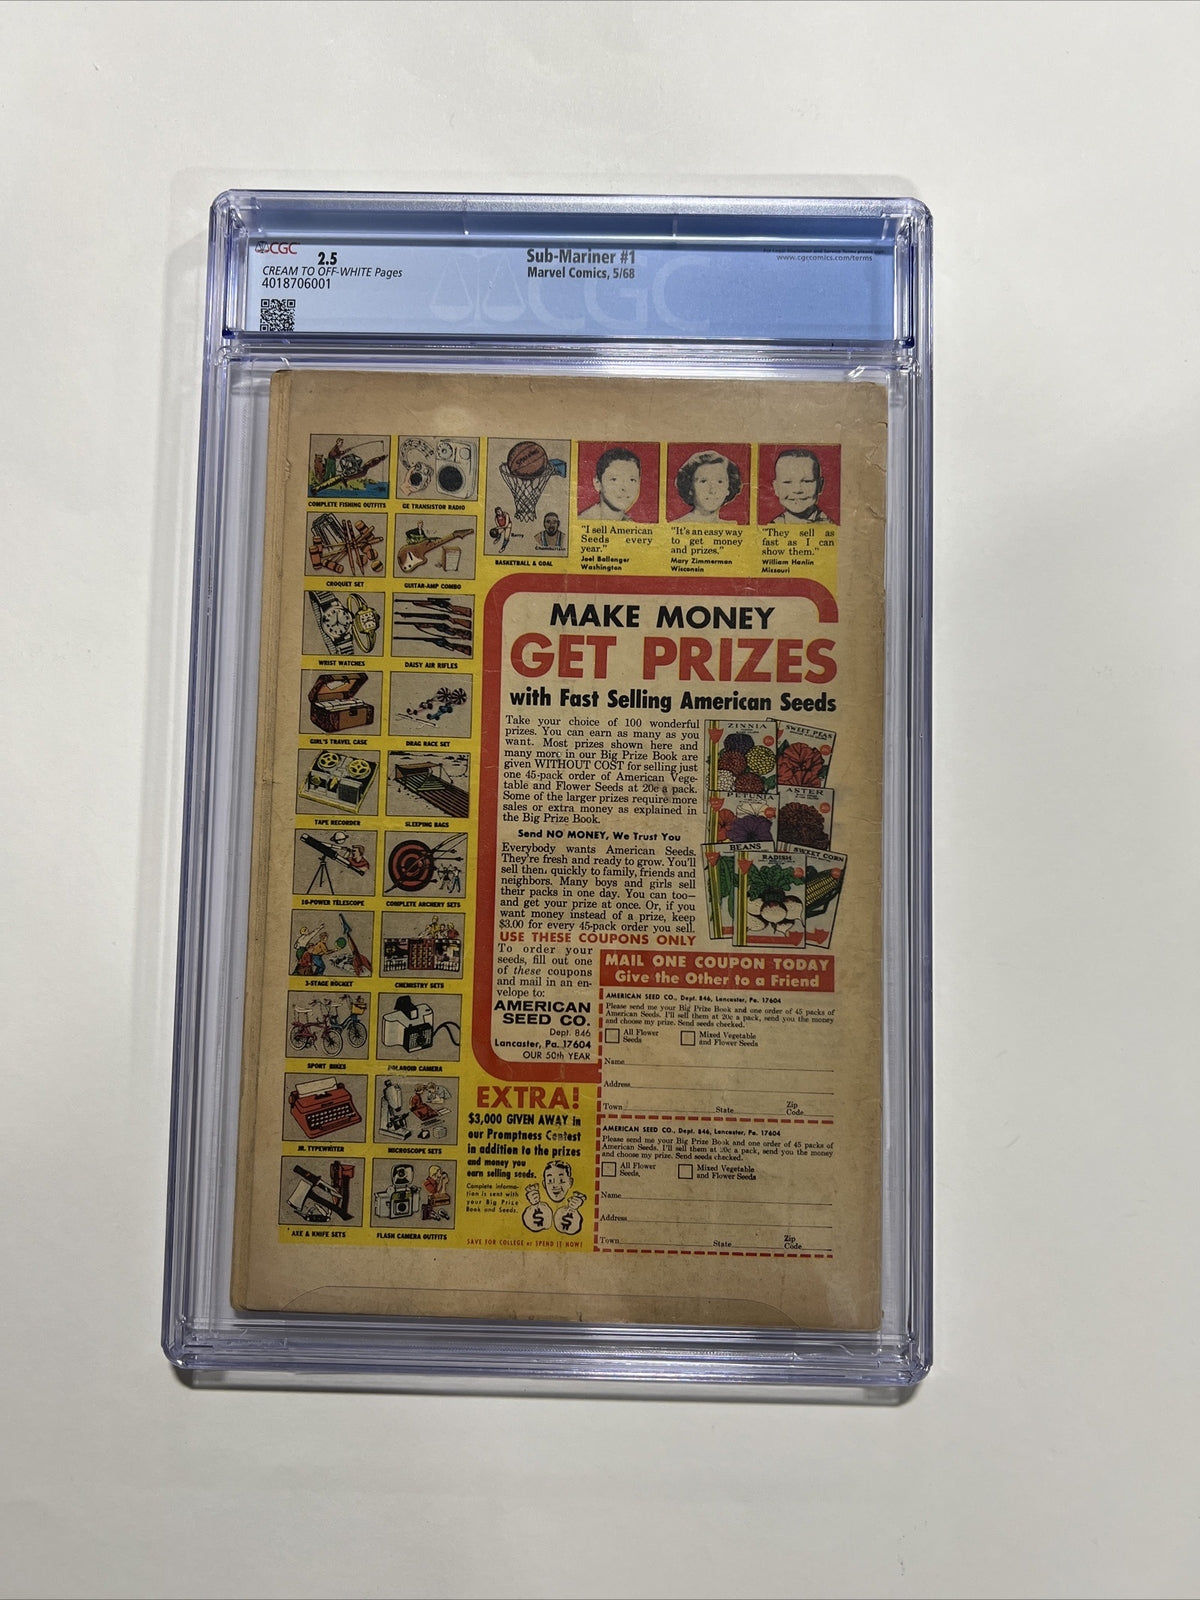 CGC
2.5
CREAM TO OFF-WHITE Pages
4018706001
Sub-Mariner #1
Marvel Comics, 5/68
www.cgccomics.com/terms
CGC
COMPLETE FISHING OUTFITS
GE TRANSISTOR RADIO
Barry
Chamberlain
BASKETBALL & GOAL
"I sell American
Seeds every
year."
Joel Ballenger
Washington
"It's an easy way
to get money
and prizes."
Mary Zimmerman
Wisconsin
"They sell as
fast as I can
show them."
William Hanlin
Missouri
CROQUET SET
GUITAR-AMP COMBO
WRIST WATCHES
DAISY AIR RIFLES
GIRL'S TRAVEL CASE
DRAG RACE SET
TAPE RECORDER
SLEEPING BAGS
10-POWER TELESCOPE
COMPLETE ARCHERY SETS
3-STAGE ROCKET
CHEMISTRY SETS
SPORT BIKES
POLAROID CAMERA
JR. TYPEWRITER
MICROSCOPE SETS
AXE & KNIFE SETS
FLASH CAMERA OUTFITS
MAKE MONEY
GET PRIZES
with Fast Selling American Seeds
Take your choice of 100 wonderful
prizes. You can earn as many as you
want. Most prizes shown here and
many more in our Big Prize Book are
given WITHOUT COST for selling just
one 45-pack order of American Vege-
table and Flower Seeds at 20¢ a pack.
Some of the larger prizes require more
sales or extra money as explained in
the Big Prize Book.
Send NO MONEY, We Trust You
Everybody wants American Seeds.
They're fresh and ready to grow. You'll
sell them quickly to family, friends and
neighbors. Many boys and girls sell
their packs in one day. You can too—
and get your prize at once. Or, if you
want money instead of a prize, keep
$3.00 for every 45-pack order you sell.
USE THESE COUPONS ONLY
To order your
seeds, fill out one
of these coupons
and mail in an en-
velope to:
AMERICAN
SEED CO.
Dept. 846
Lancaster, Pa. 17604
OUR 50th YEAR
ZINNIA
SWEET PEAS
PETUNIA
ASTER
BEANS
RADISH
SWEET CORN
MAIL ONE COUPON TODAY
Give the Other to a Friend
AMERICAN SEED CO., Dept. 846, Lancaster, Pa. 17604
Please send me your Big Prize Book and one order of 45 packs of
American Seeds. I'll sell them at 20¢ a pack, send you the money
and choose my prize. Send seeds checked.
All Flower
Seeds
Mixed Vegetable
and Flower Seeds
Name
Address
Town
State
Zip
Code
AMERICAN SEED CO., Dept. 846, Lancaster, Pa. 17604
Please send me your Big Prize Book and one order of 45 packs of
American Seeds. I'll sell them at 20¢ a pack, send you the money
and choose my prize. Send seeds checked.
All Flower
Seeds
Mixed Vegetable
and Flower Seeds
Name
Address
Town
State
Zip
Code
EXTRA!
$3,000 GIVEN AWAY in
our Promptness Contest
in addition to the prizes
and money you
earn selling seeds.
Complete informa-
tion is sent with
your Big Prize
Book and Seeds.
$ $
SAVE FOR COLLEGE or SPEND IT NOW!